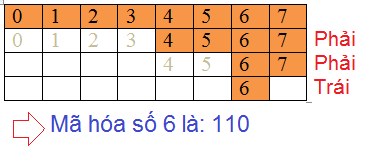 0 1 2 3 4 5 6 7
0 1 2 3 4 5 6 7 Phải
4 5 6 7 Phải
6 Trái
Mã hóa số 6 là: 110